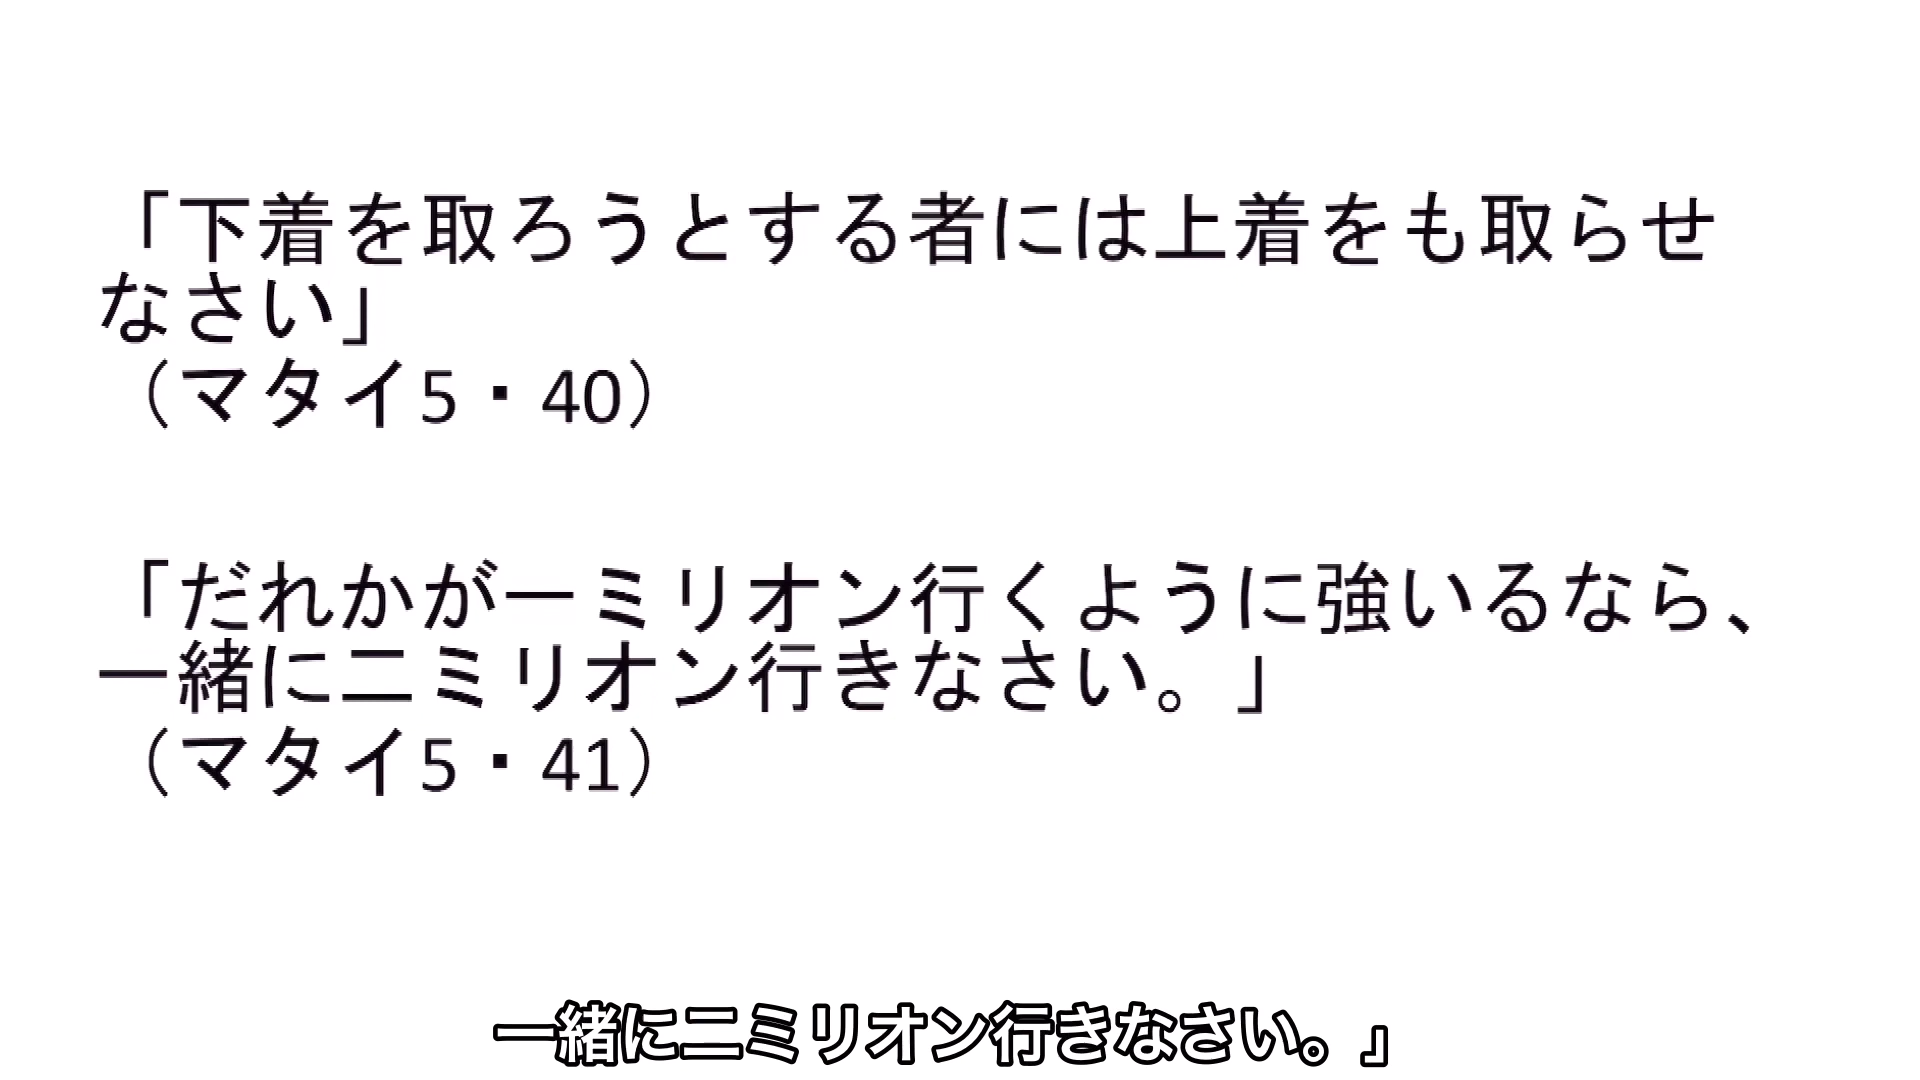 「下着を取ろうとする者には上着をも取らせ
なさい」
（マタイ5・40）
「だれかが一ミリオン行くように強いるなら、
一緒に二ミリオン行きなさい。」
（マタイ5・41）
一緒に二ミリオン行きなさい。」